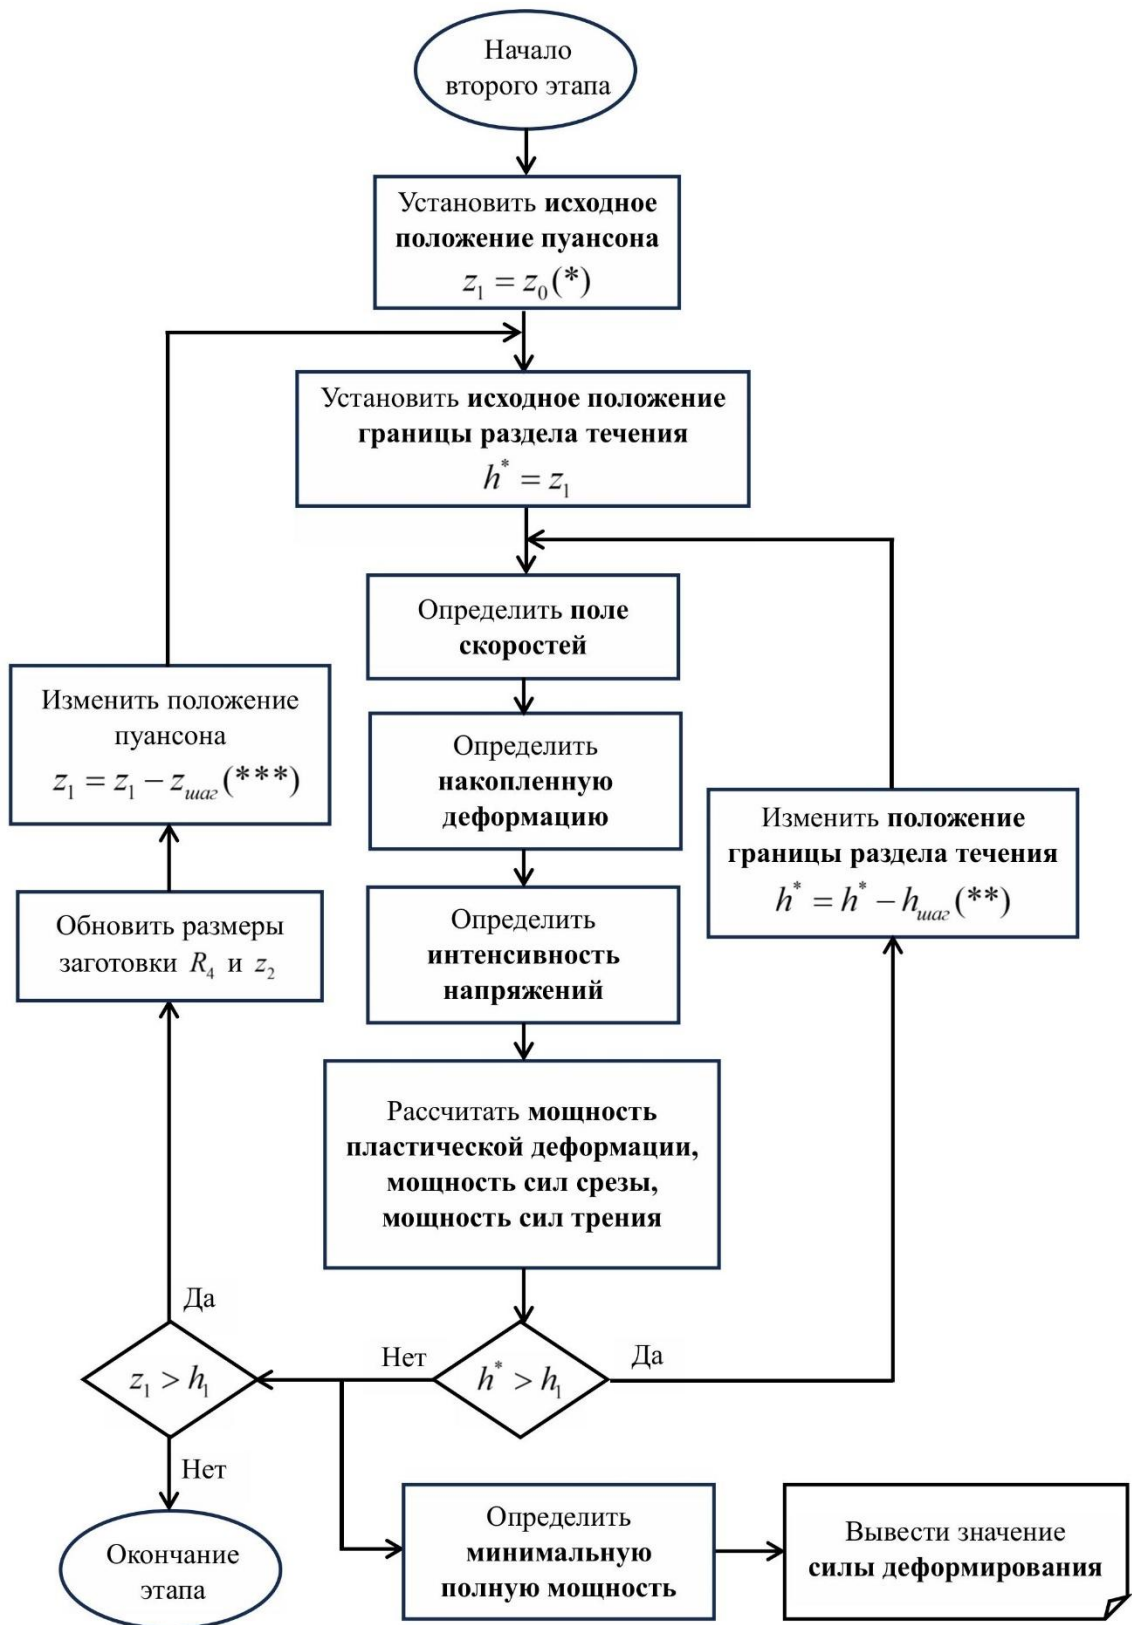 Начало
второго этапа
Установить исходное
положение пуансона
z₁ = z₀(*)
Установить исходное положение
границы раздела течения
h* = z₁
Определить поле
скоростей
Изменить положение
пуансона
z₁ = z₁ − z_шаг(***)
Определить
накопленную
деформацию
Изменить положение
границы раздела течения
h* = h* − h_шаг(**)
Обновить размеры
заготовки R₄ и z₂
Определить
интенсивность
напряжений
Рассчитать мощность
пластической деформации,
мощность сил срезы,
мощность сил трения
Да
z₁ > h₁
Нет
h* > h₁
Да
Нет
Окончание
этапа
Определить
минимальную
полную мощность
Вывести значение
силы деформирования